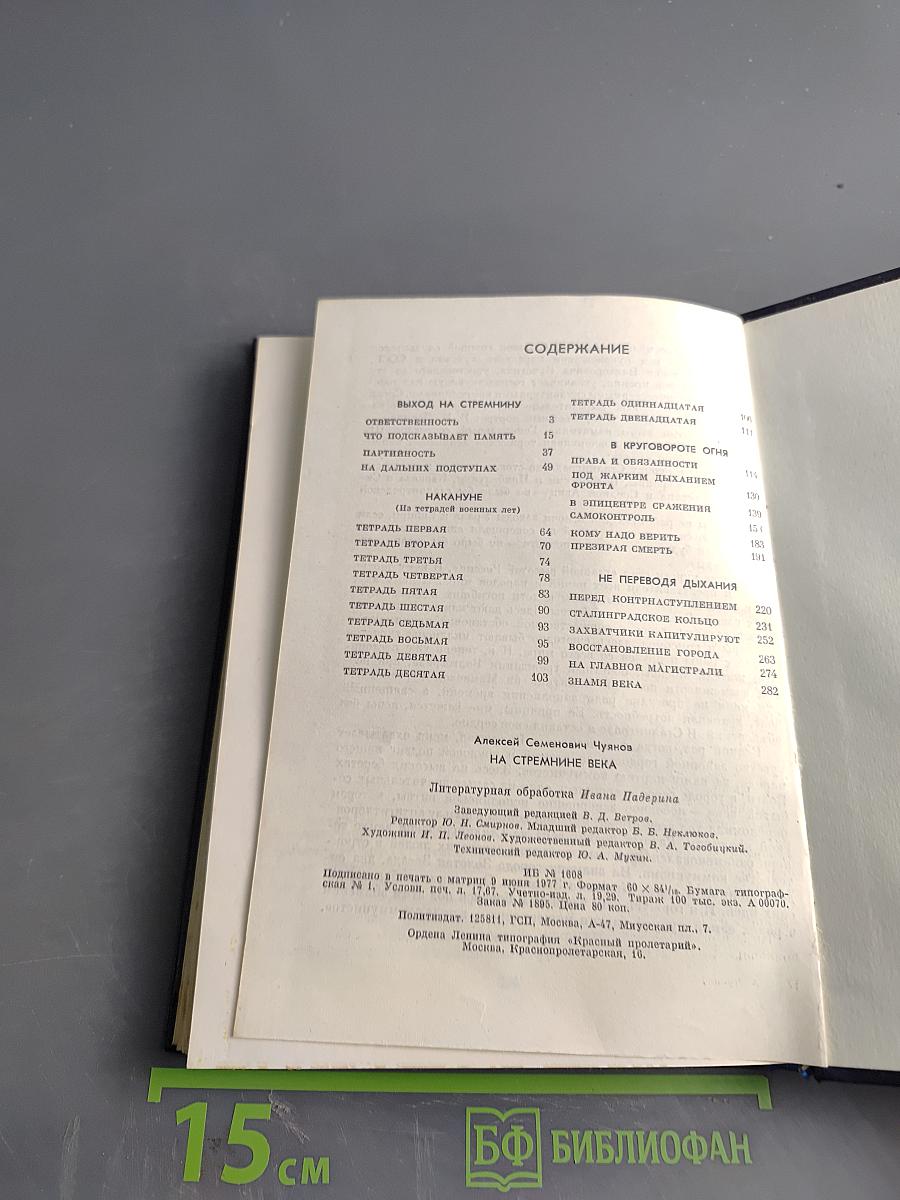 СОДЕРЖАНИЕ
ВЫХОД НА СТРЕМНИНУ
ОТВЕТСТВЕННОСТЬ 3
ЧТО ПОДСКАЗЫВАЕТ ПАМЯТЬ 15
ПАРТИЙНОСТЬ 37
НА ДАЛЬНИХ ПОДСТУПАХ 49
НАКАНУНЕ
(Из тетрадей военных лет)
ТЕТРАДЬ ПЕРВАЯ 64
ТЕТРАДЬ ВТОРАЯ 70
ТЕТРАДЬ ТРЕТЬЯ 74
ТЕТРАДЬ ЧЕТВЕРТАЯ 78
ТЕТРАДЬ ПЯТАЯ 83
ТЕТРАДЬ ШЕСТАЯ 90
ТЕТРАДЬ СЕДЬМАЯ 93
ТЕТРАДЬ ВОСЬМАЯ 95
ТЕТРАДЬ ДЕВЯТАЯ 99
ТЕТРАДЬ ДЕСЯТАЯ 103
ТЕТРАДЬ ОДИННАДЦАТАЯ
ТЕТРАДЬ ДВЕНАДЦАТАЯ 111
В КРУГОВОРОТЕ ОГНЯ
ПРАВА И ОБЯЗАННОСТИ 114
ПОД ЖАРКИМ ДЫХАНИЕМ
ФРОНТА 130
В ЭПИЦЕНТРЕ СРАЖЕНИЯ 139
САМОКОНТРОЛЬ
КОМУ НАДО ВЕРИТЬ 183
ПРЕЗИРАЯ СМЕРТЬ 191
НЕ ПЕРЕВОДЯ ДЫХАНИЯ
ПЕРЕД КОНТРНАСТУПЛЕНИЕМ 220
СТАЛИНГРАДСКОЕ КОЛЬЦО 231
ЗАХВАТЧИКИ КАПИТУЛИРУЮТ 252
ВОССТАНОВЛЕНИЕ ГОРОДА 263
НА ГЛАВНОЙ МАГИСТРАЛИ 274
ЗНАМЯ ВЕКА 282
Алексей Семенович Чуянов
НА СТРЕМНИНЕ ВЕКА
Литературная обработка Ивана Падерина
Заведующий редакцией В. Д. Ветров.
Редактор Ю. Н. Смирнов. Младший редактор Б. Б. Неклюков.
Художник И. П. Леонов. Художественный редактор В. А. Тогобицкий.
Технический редактор Ю. А. Мухин.
ИБ № 1608
Подписано в печать с матриц 9 июня 1977 г. Формат 60 × 84¹/₁₆. Бумага типограф-
ская № 1. Услови. печ. л. 17,67. Учетно-изд. л. 19,29. Тираж 100 тыс. экз. А 00070.
Заказ № 1895. Цена 80 коп.
Политиздат. 125811, ГСП, Москва, А-47, Миусская пл., 7.
Ордена Ленина типография «Красный пролетарий».
Москва, Краснопролетарская, 16.
15 см
БФ БИБЛИОФАН